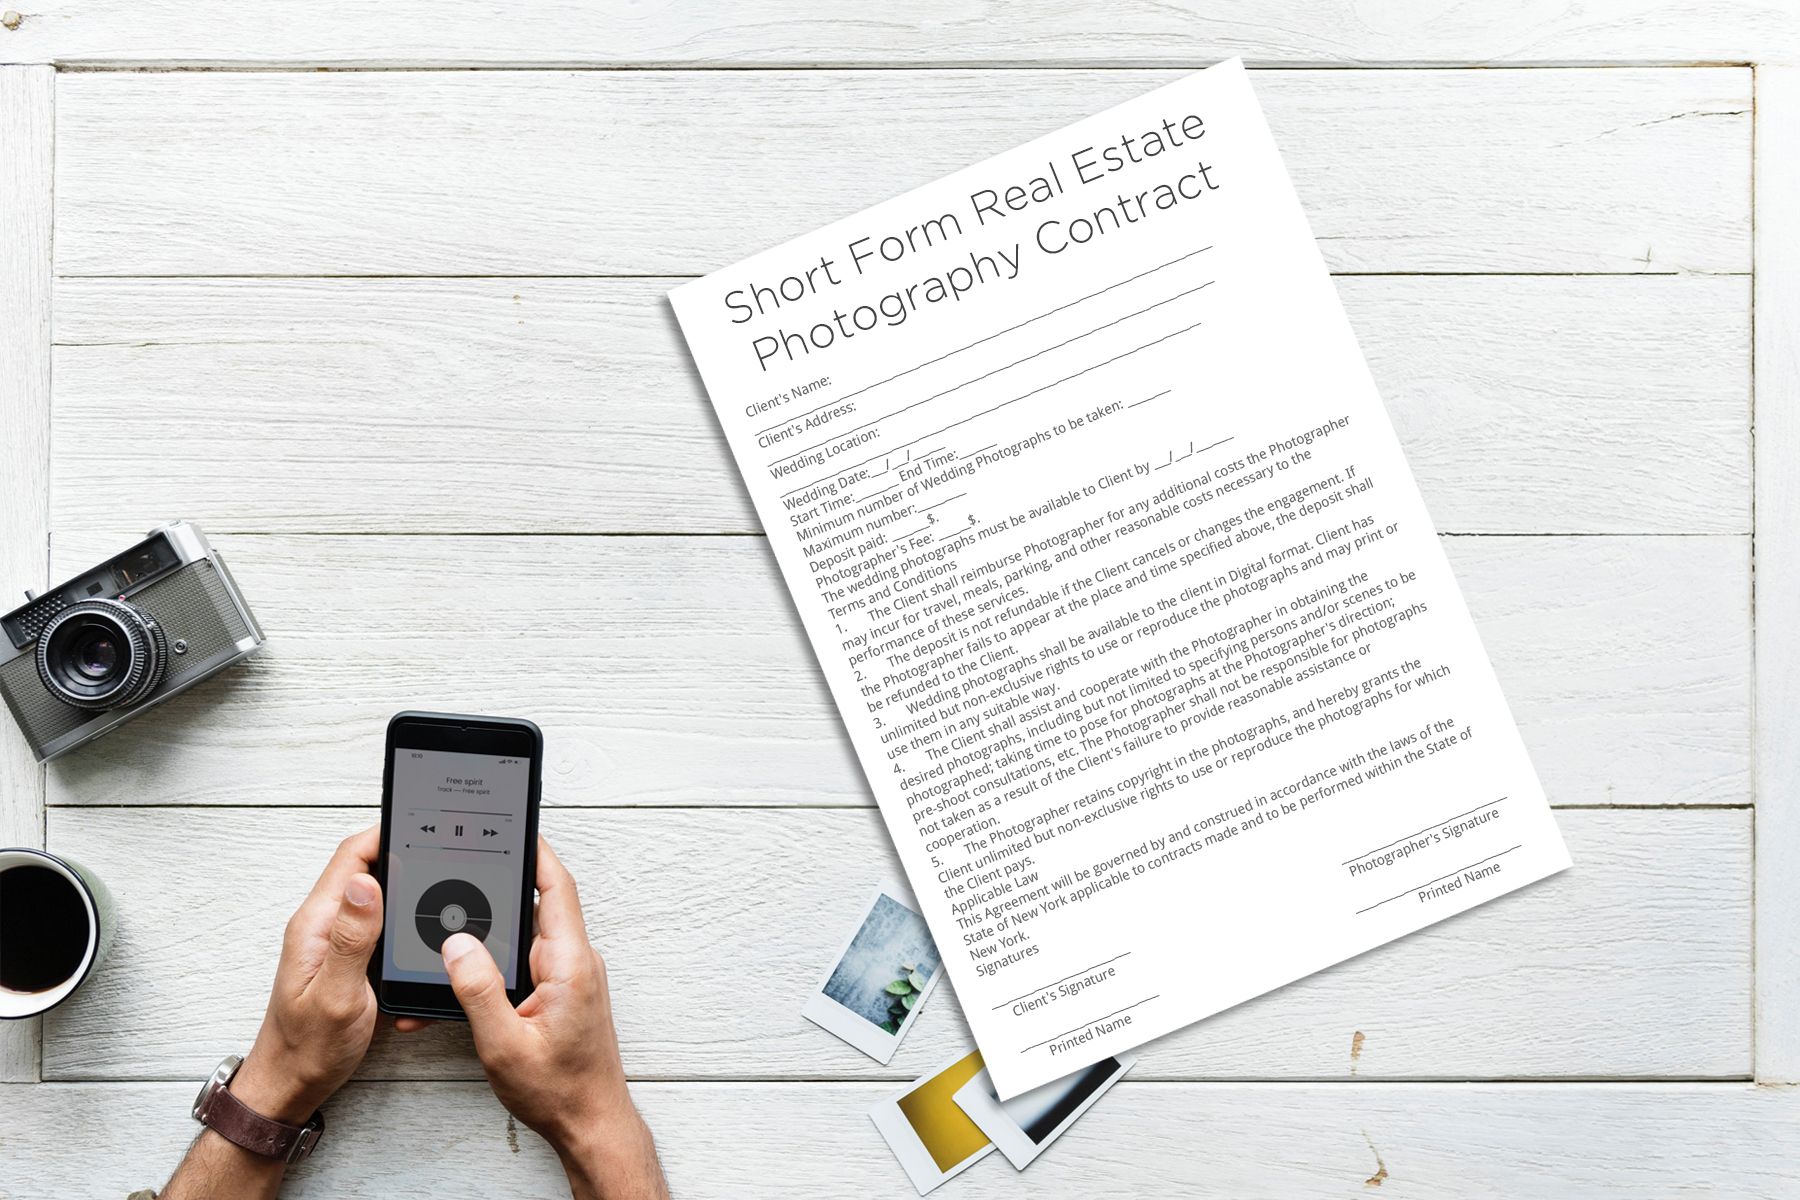 Short Form Real Estate
Photography Contract
Client's Name:
Client's Address:
Wedding Location:
Wedding Date:__/__/_____
Start Time:______ End Time:______
Minimum number of Wedding Photographs to be taken: ______
Maximum number:_______
Deposit paid: _____$.
Photographer's Fee: _____$.
The wedding photographs must be available to Client by __/__/_____
Terms and Conditions
1. The Client shall reimburse Photographer for any additional costs the Photographer
may incur for travel, meals, parking, and other reasonable costs necessary to the
performance of these services.
2. The deposit is not refundable if the Client cancels or changes the engagement. If
the Photographer fails to appear at the place and time specified above, the deposit shall
be refunded to the Client.
3. Wedding photographs shall be available to the client in Digital format. Client has
unlimited but non-exclusive rights to use or reproduce the photographs and may print or
use them in any suitable way.
4. The Client shall assist and cooperate with the Photographer in obtaining the
desired photographs, including but not limited to specifying persons and/or scenes to be
photographed; taking time to pose for photographs at the Photographer's direction;
pre-shoot consultations, etc. The Photographer shall not be responsible for photographs
not taken as a result of the Client's failure to provide reasonable assistance or
cooperation.
5. The Photographer retains copyright in the photographs, and hereby grants the
Client unlimited but non-exclusive rights to use or reproduce the photographs for which
the Client pays.
Applicable Law
This Agreement will be governed by and construed in accordance with the laws of the
State of New York applicable to contracts made and to be performed within the State of
New York.
Signatures
Client's Signature
Photographer's Signature
Printed Name
Printed Name
10:10
Free spirit
Track — Free spirit